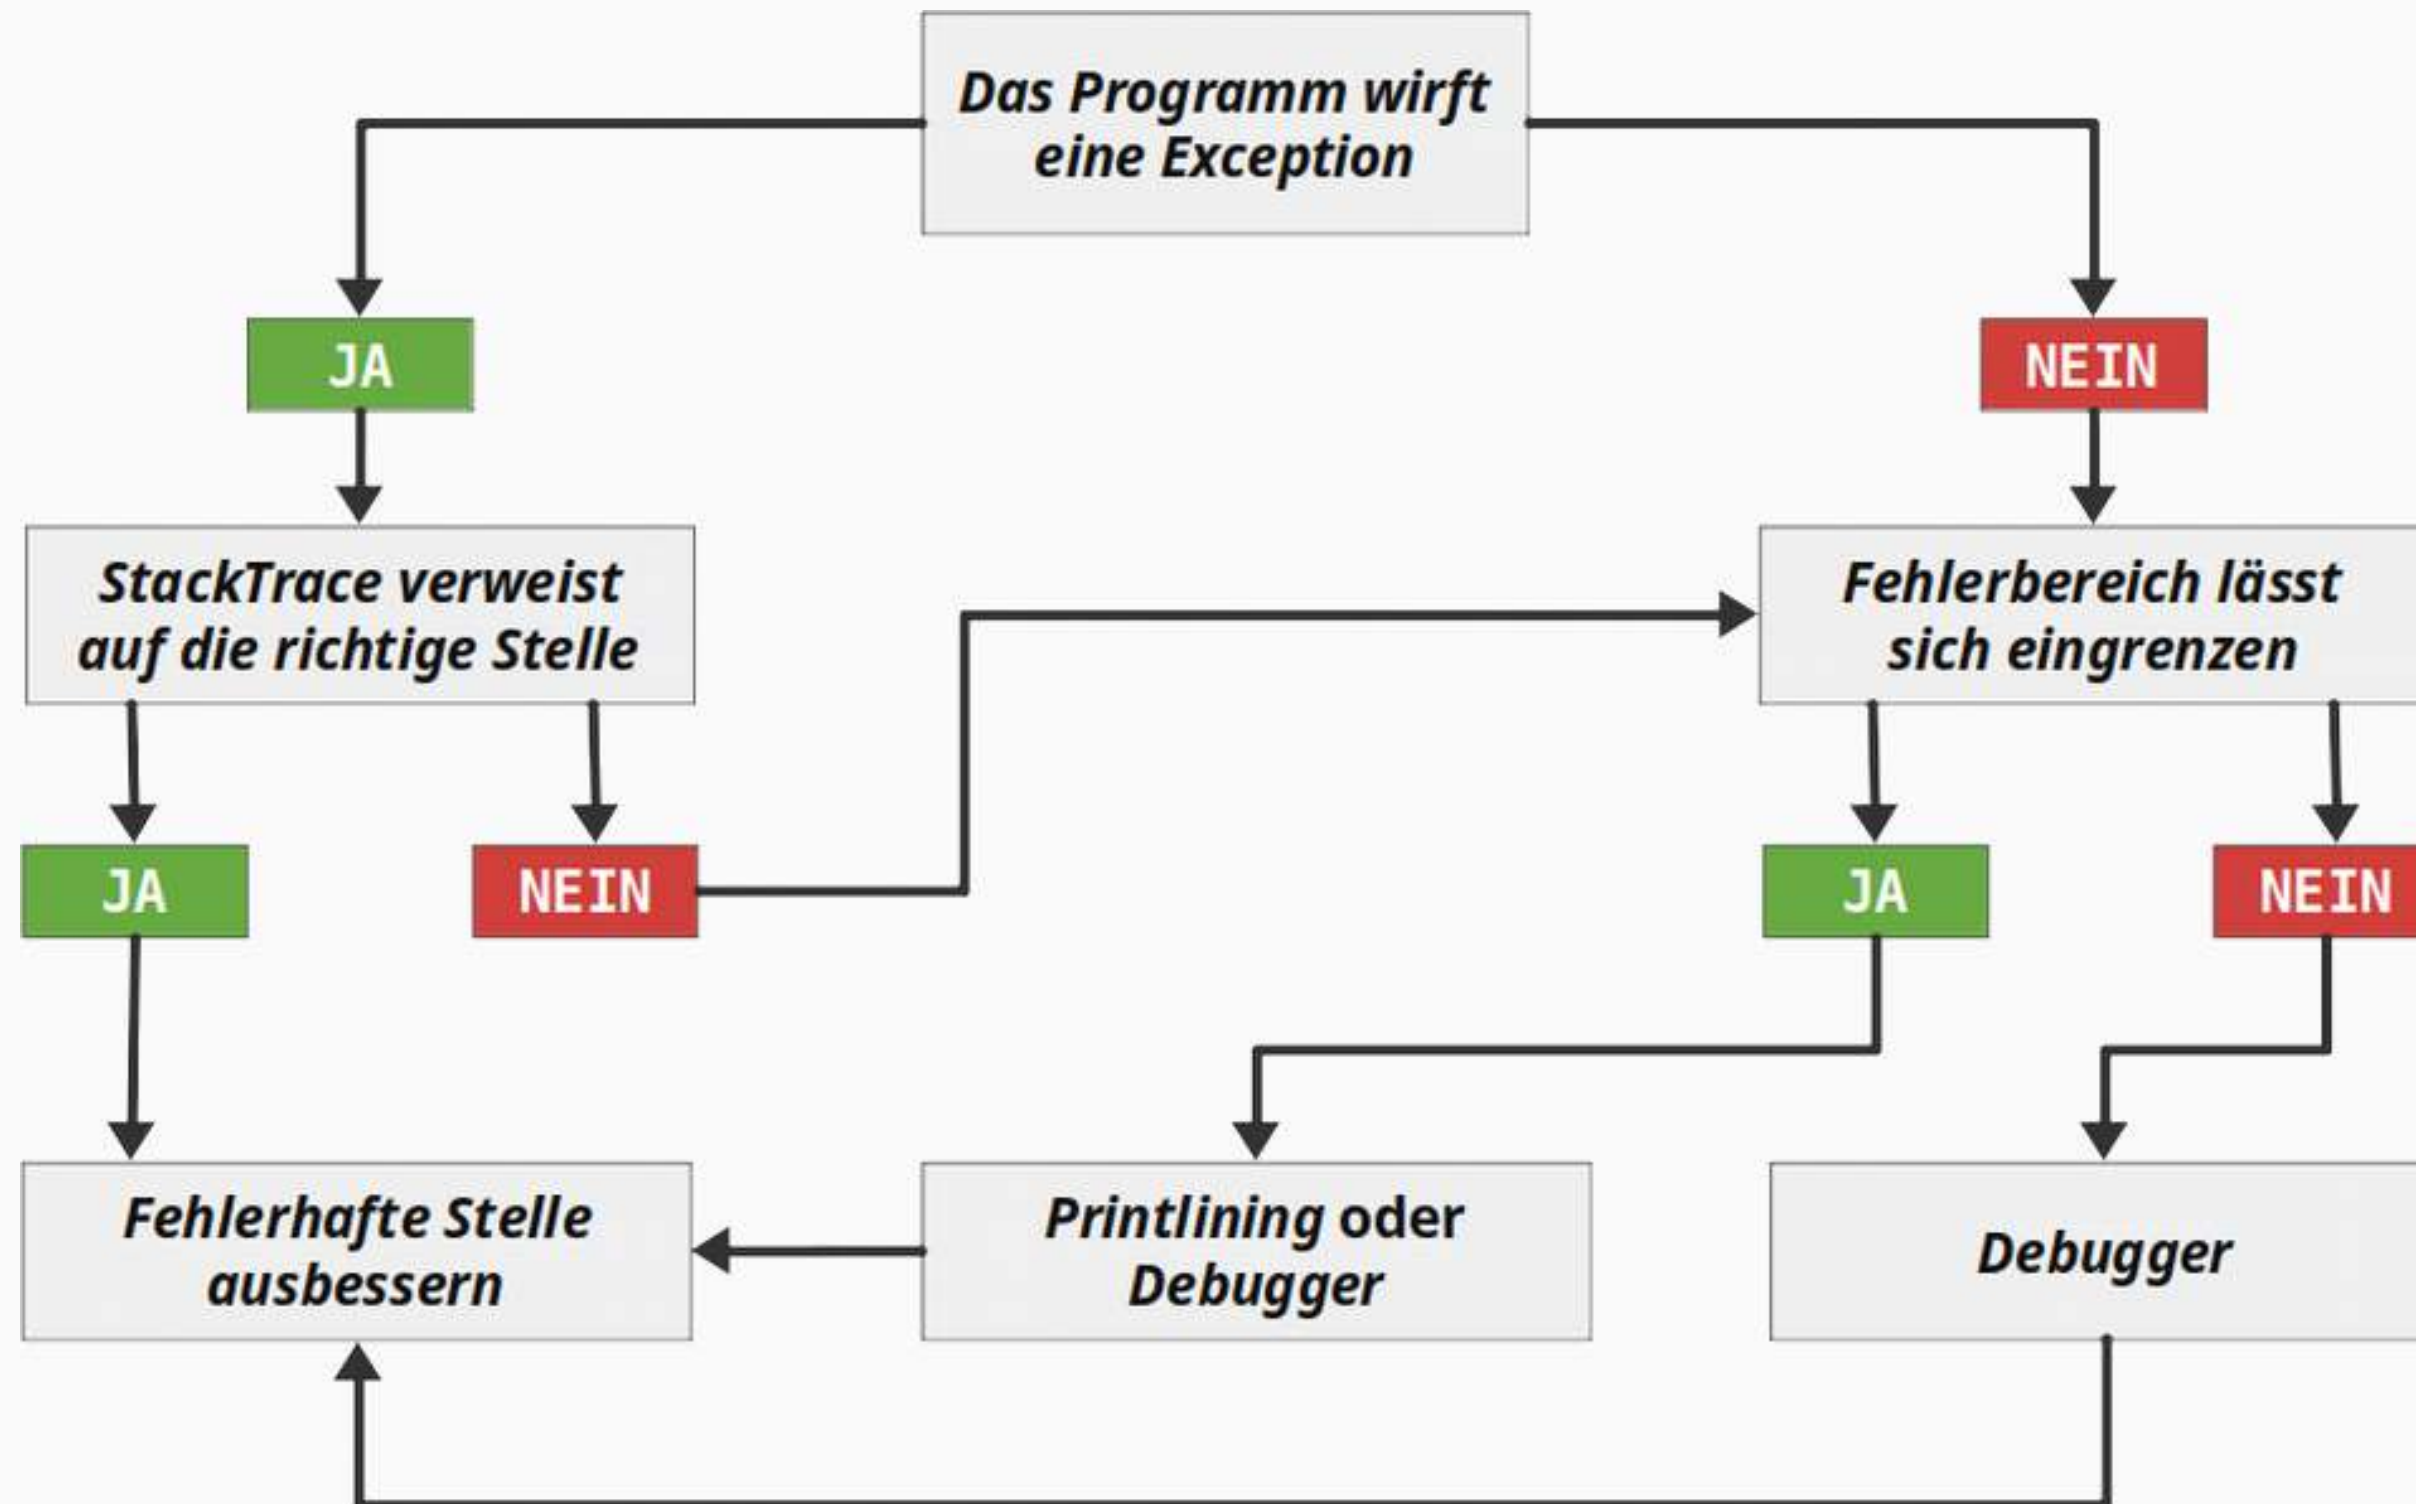 Das Programm wirft
eine Exception
JA
NEIN
StackTrace verweist
auf die richtige Stelle
Fehlerbereich lässt
sich eingrenzen
JA
NEIN
JA
NEIN
Fehlerhafte Stelle
ausbessern
Printlining oder
Debugger
Debugger